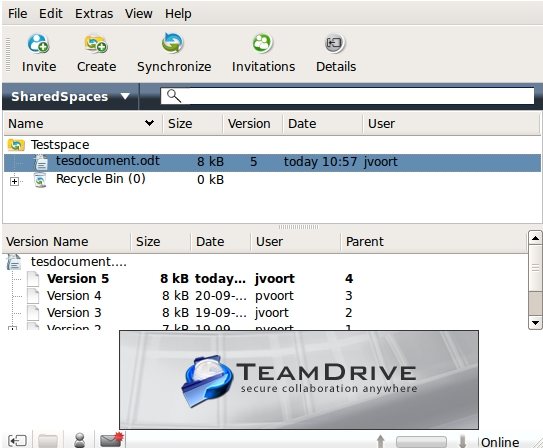 File Edit Extras View Help
Invite Create Synchronize Invitations Details
SharedSpaces
Name Size Version Date User
Testspace
tesdocument.odt 8 kB 5 today 10:57 jvoort
Recycle Bin (0) 0 kB
Version Name Size Date User Parent
tesdocument....
Version 5 8 kB today... jvoort 4
Version 4 8 kB 20-09-... pvoort 3
Version 3 8 kB 19-09-... jvoort 2
Version 2 7 kB 19-09 pvoort 1
TEAMDRIVE
secure collaboration anywhere
Online